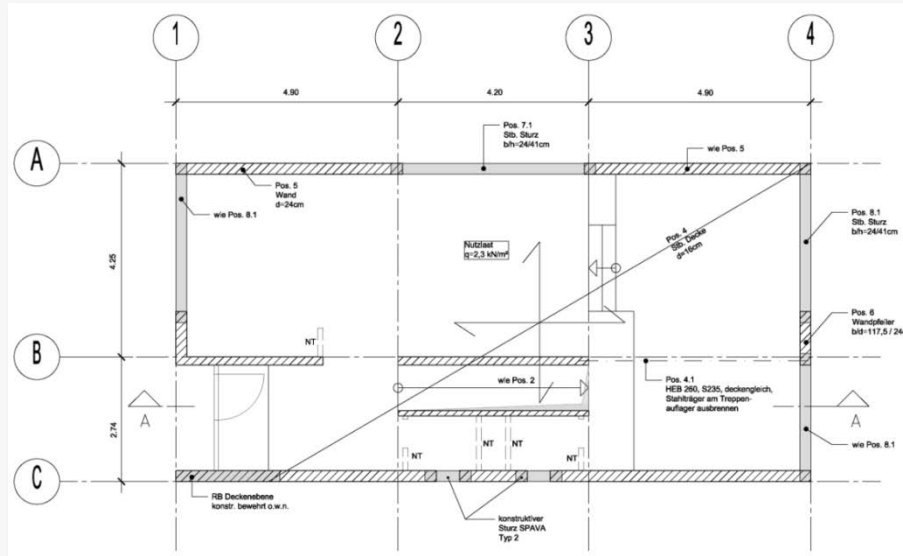 1
2
3
4
4.90
4.20
4.90
A
B
C
4.25
2.74
Pos. 7.1
Stb. Sturz
b/h=24/41cm
wie Pos. 5
Pos. 5
Wand
d=24cm
wie Pos. 8.1
Pos. 8.1
Stb. Sturz
b/h=24/41cm
Nutzlast
q=2,3 kN/m²
Pos. 4
Stb. Decke
d=16cm
Pos. 6
Wandpfeiler
b/d=117,5 / 24
NT
wie Pos. 2
Pos. 4.1
HEB 260, S235, deckengleich,
Stahlträger am Treppen-
auflager ausbrennen
A
A
NT
NT
NT
NT
wie Pos. 8.1
RB Deckenebene
konstr. bewehrt o.w.n.
konstruktiver
Sturz SPAVA
Typ 2